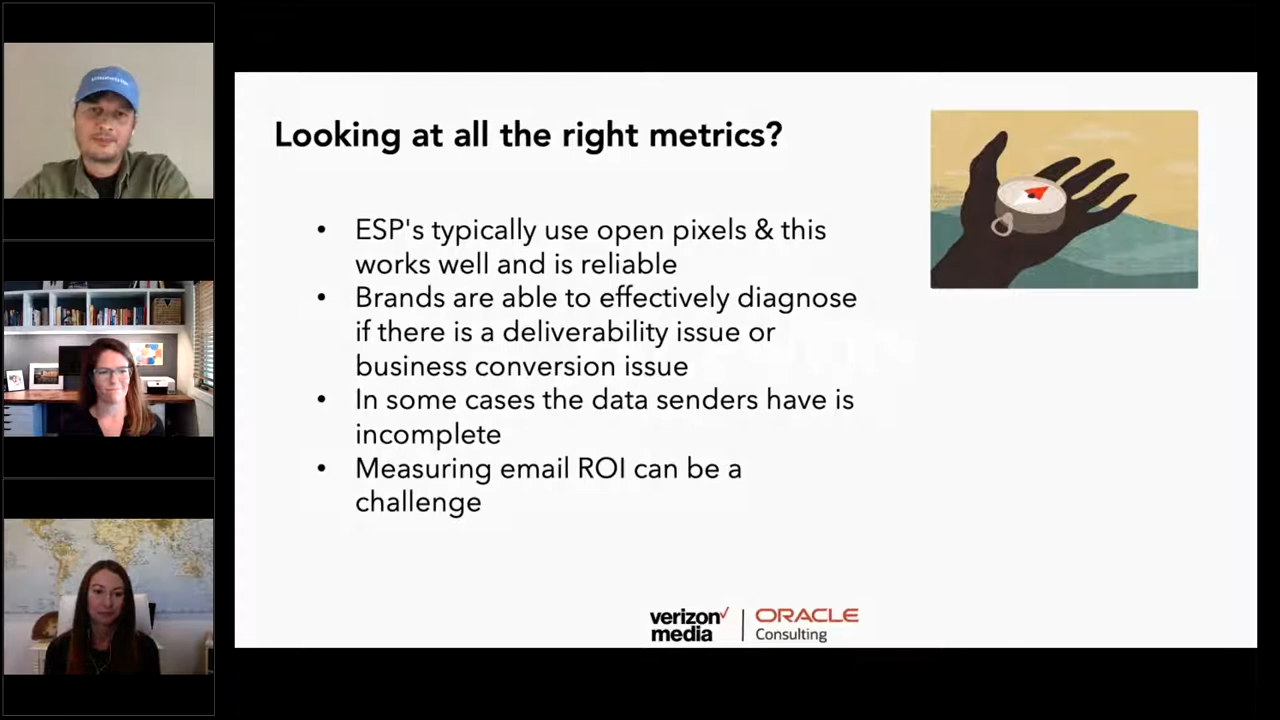 Looking at all the right metrics?
• ESP's typically use open pixels & this
works well and is reliable
• Brands are able to effectively diagnose
if there is a deliverability issue or
business conversion issue
• In some cases the data senders have is
incomplete
• Measuring email ROI can be a
challenge
verizon✓
media
ORACLE
Consulting